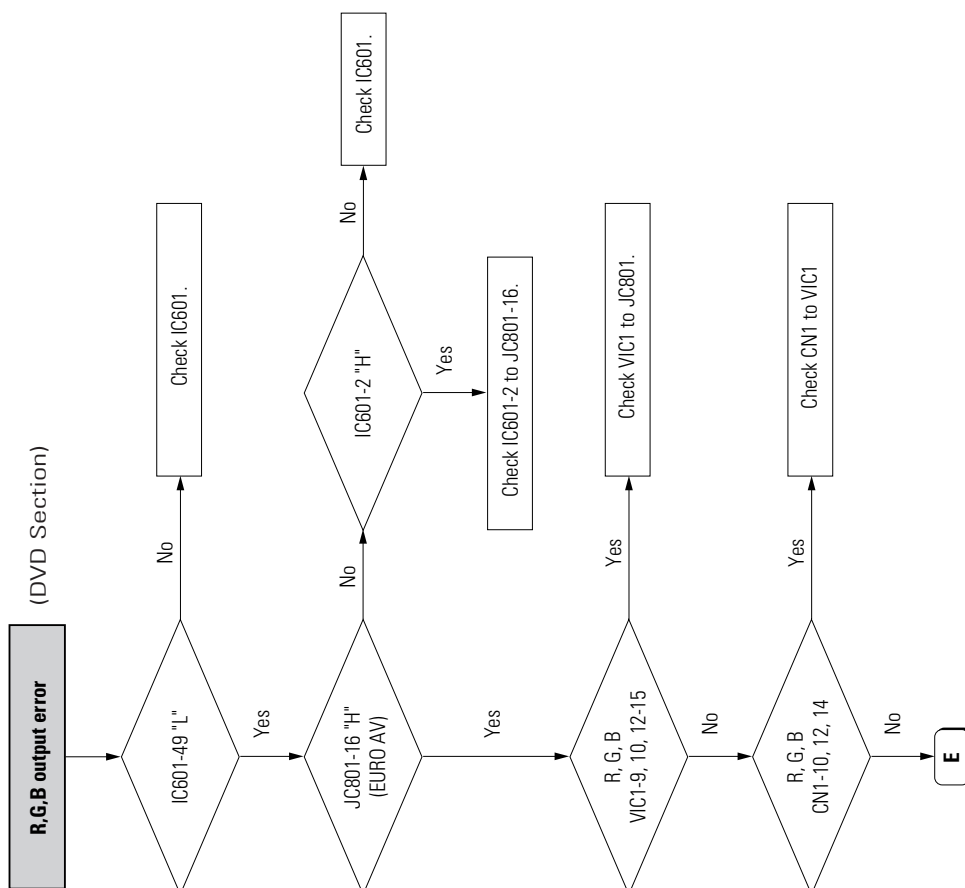 R,G,B output error
(DVD Section)
IC601-49 "L"
No
Check IC601.
Yes
JC801-16 "H"
(EURO AV)
No
IC601-2 "H"
No
Check IC601.
Yes
Check IC601-2 to JC801-16.
Yes
R, G, B
VIC1-9, 10, 12-15
Yes
Check VIC1 to JC801.
No
R, G, B
CN1-10, 12, 14
Yes
Check CN1 to VIC1
No
E